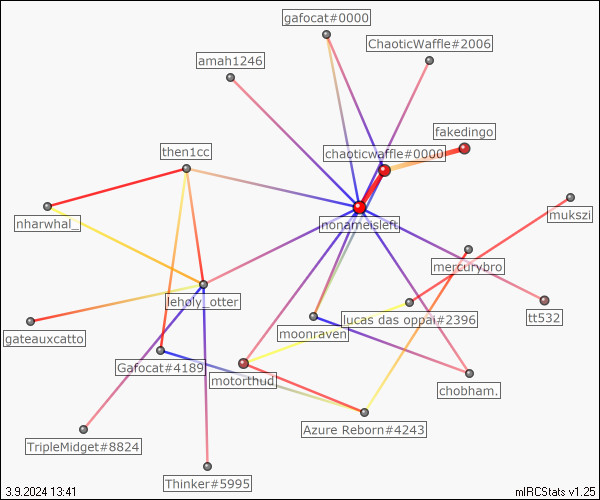 gafocat#0000
ChaoticWaffle#2006
amah1246
fakedingo
then1cc
chaoticwaffle#0000
nharwhal_
nonameisleft
mukszi
mercurybro
leholy_otter
lucas das oppai#2396
tt532
moonraven
gateauxcatto
Gafocat#4189
motorthud
chobham.
Azure Reborn#4243
TripleMidget#8824
Thinker#5995
3.9.2024 13:41
mIRCStats v1.25